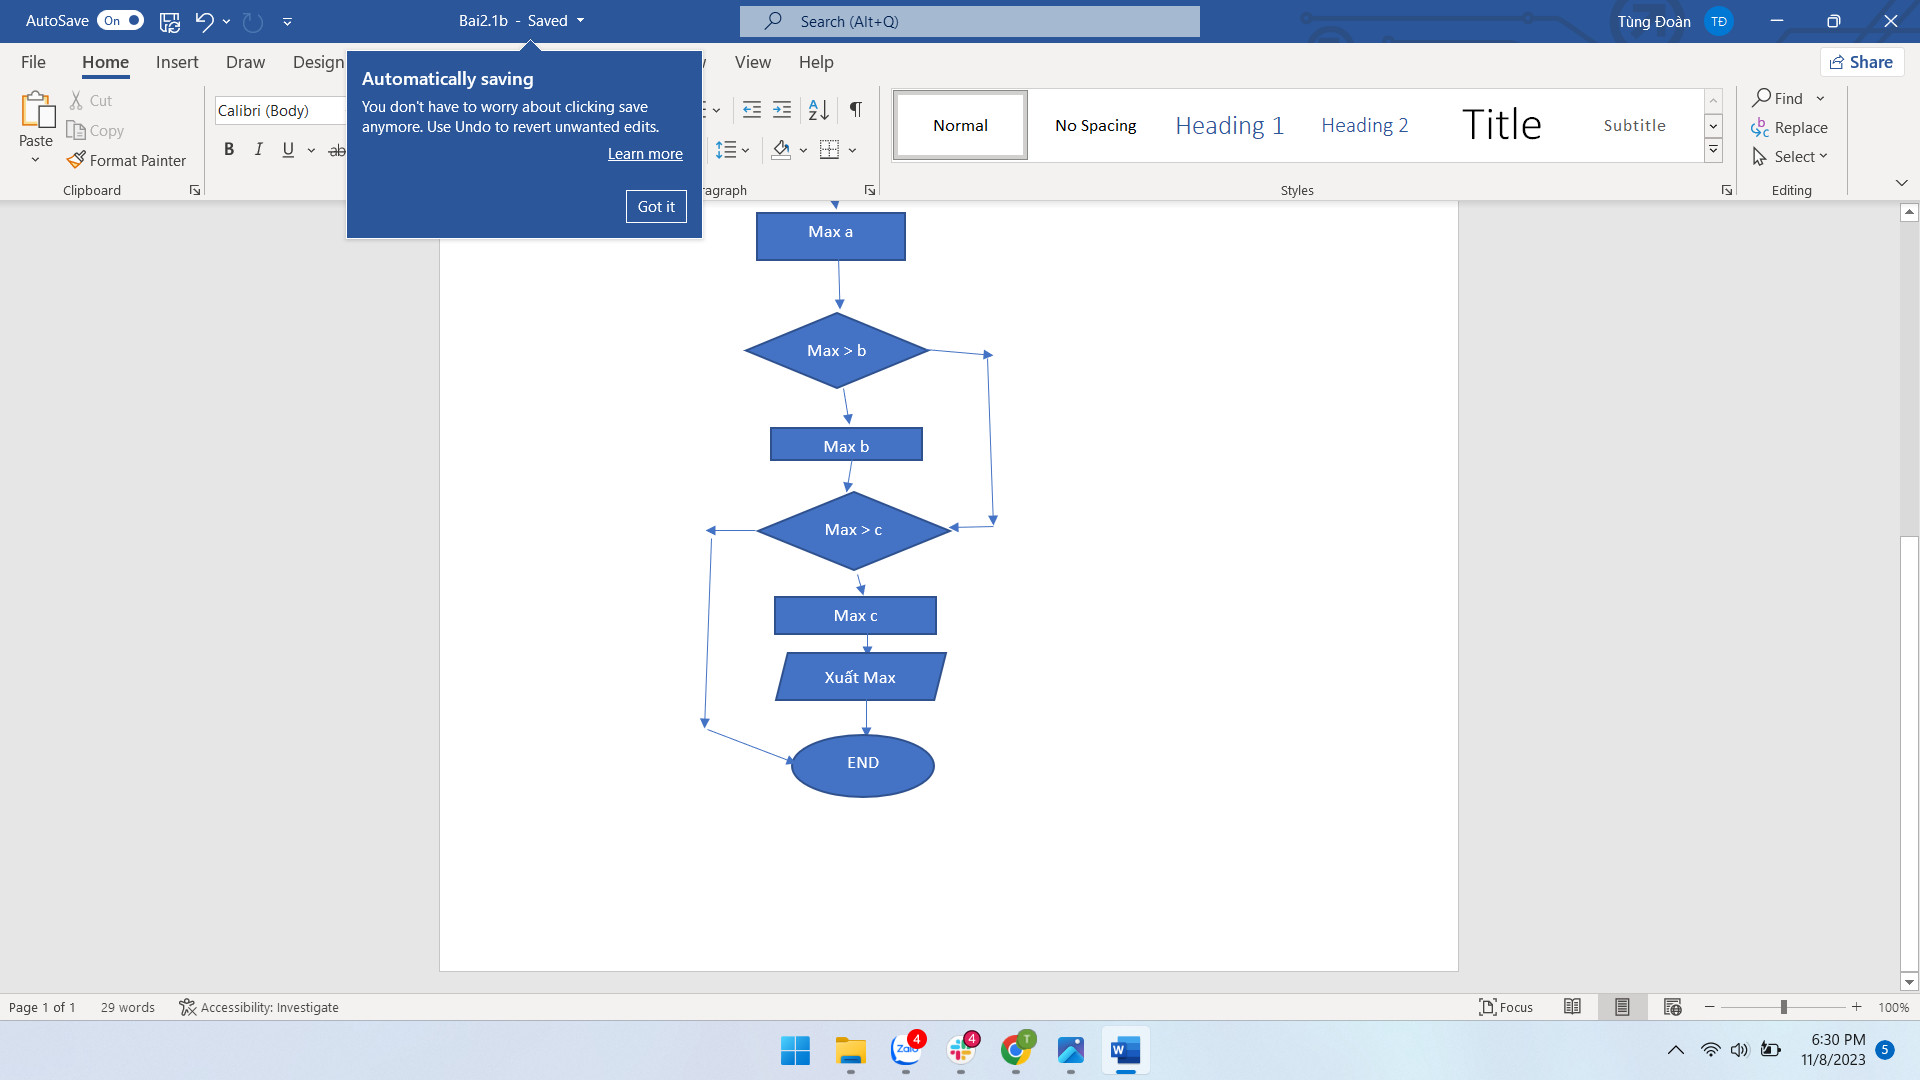 AutoSave On Bai2.1b - Saved Search (Alt+Q) Tùng Đoàn TĐ
File Home Insert Draw Design View Help Share
Automatically saving
You don't have to worry about clicking save
anymore. Use Undo to revert unwanted edits.
Learn more
Got it
Paste
Cut
Copy
Format Painter
Clipboard
Calibri (Body)
B I U ab
A Z
Normal No Spacing Heading 1 Heading 2 Title Subtitle
Styles
Find
Replace
Select
Editing
Max a
Max > b
Max b
Max > c
Max c
Xuất Max
END
Page 1 of 1 29 words Accessibility: Investigate Focus 100%
Zalo 4 4 T W
6:30 PM
11/8/2023 5